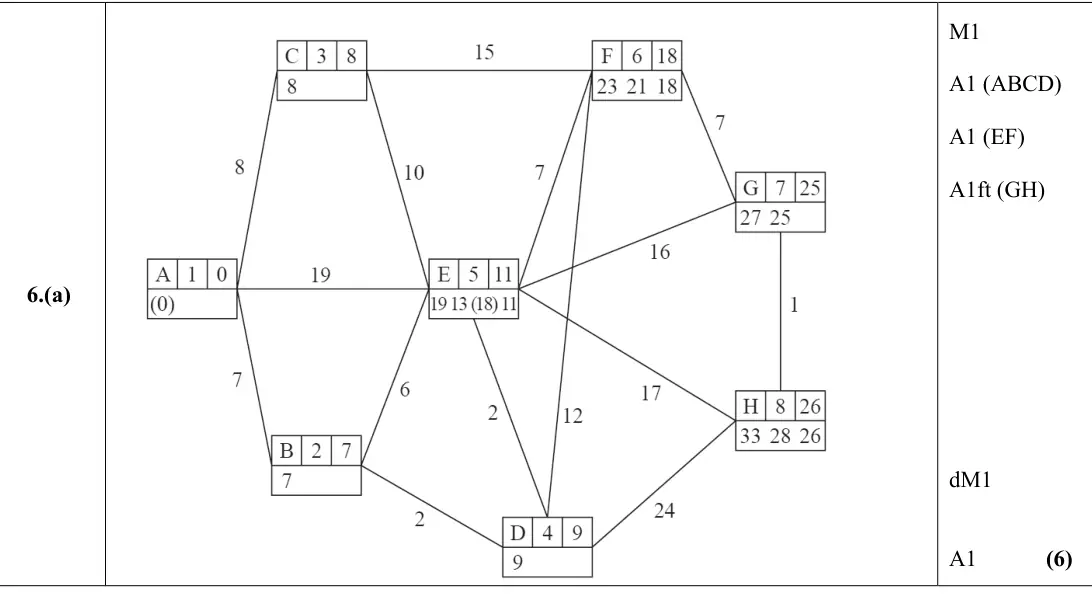 6.(a)
C 3 8
8
15
F 6 18
23 21 18
8
10
7
7
G 7 25
27 25
16
A 1 0
(0)
19
E 5 11
19 13 (18) 11
1
7
6
2
12
17
H 8 26
33 28 26
B 2 7
7
2
24
D 4 9
9
M1
A1 (ABCD)
A1 (EF)
A1ft (GH)
dM1
A1 (6)